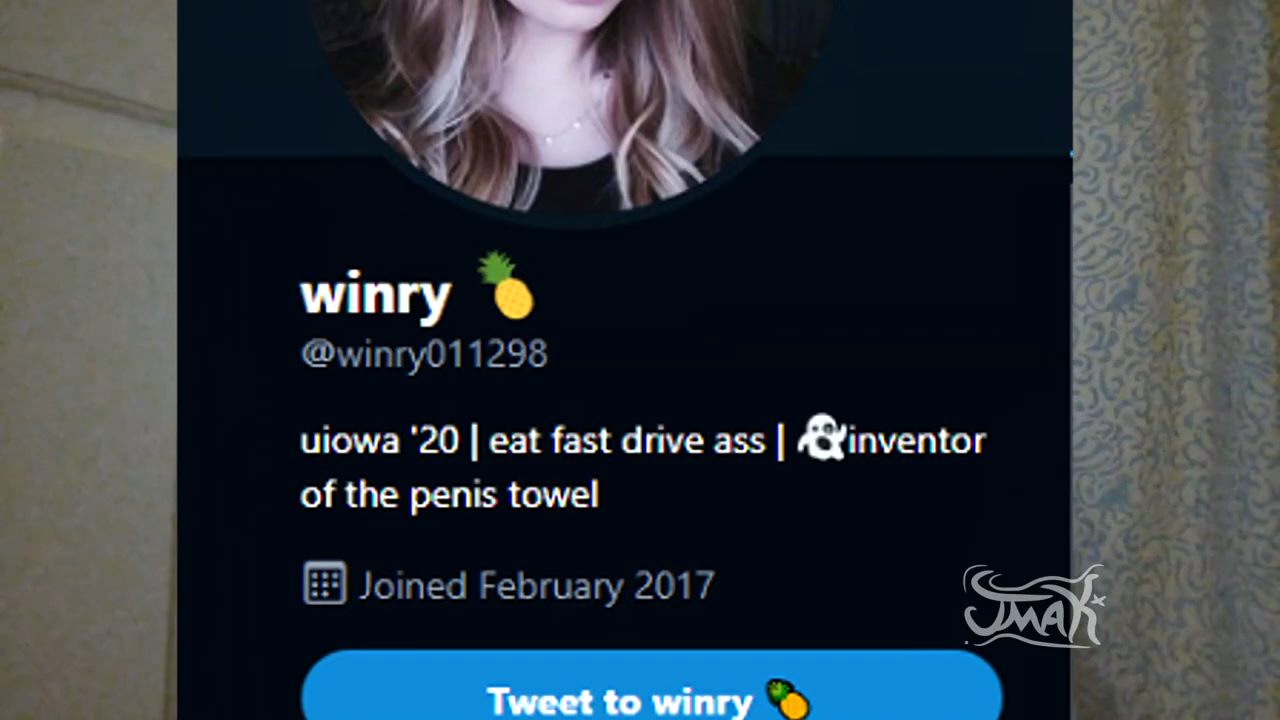 winry 🍍
@winry011298
uiowa '20 | eat fast drive ass | 👻inventor
of the penis towel
Joined February 2017
JMAK
Tweet to winry 🍍